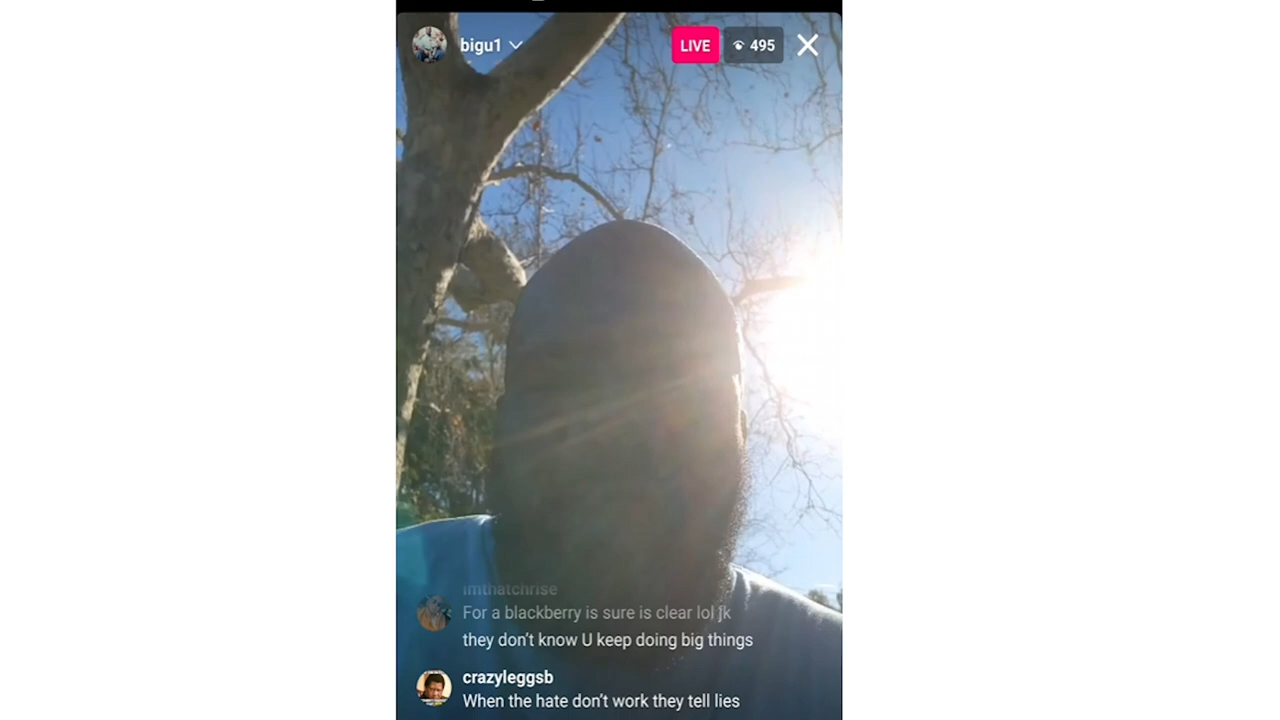 bigu1
LIVE
495
imthatchrise
For a blackberry is sure is clear lol jk
they don't know U keep doing big things
crazyleggsb
When the hate don't work they tell lies